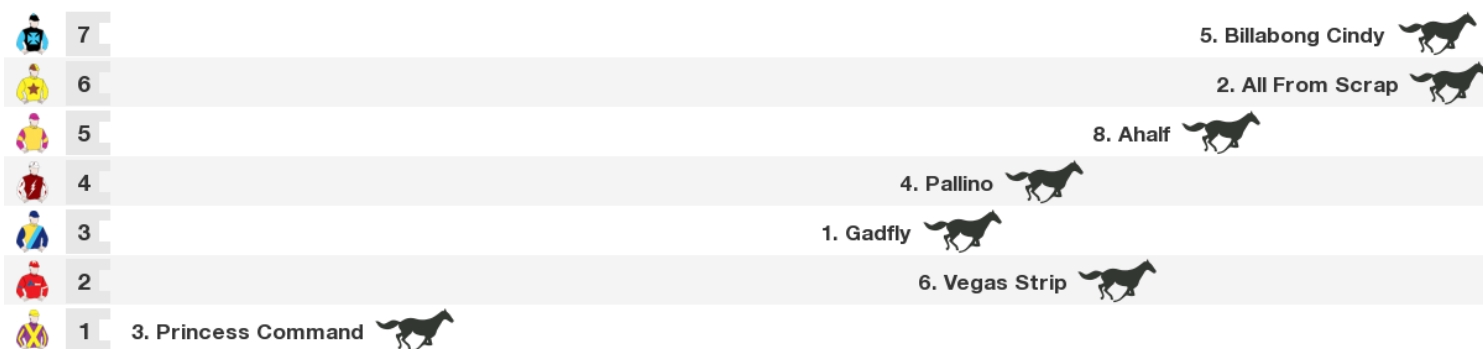 7 5. Billabong Cindy
6 2. All From Scrap
5 8. Ahalf
4 4. Pallino
3 1. Gadfly
2 6. Vegas Strip
1 3. Princess Command